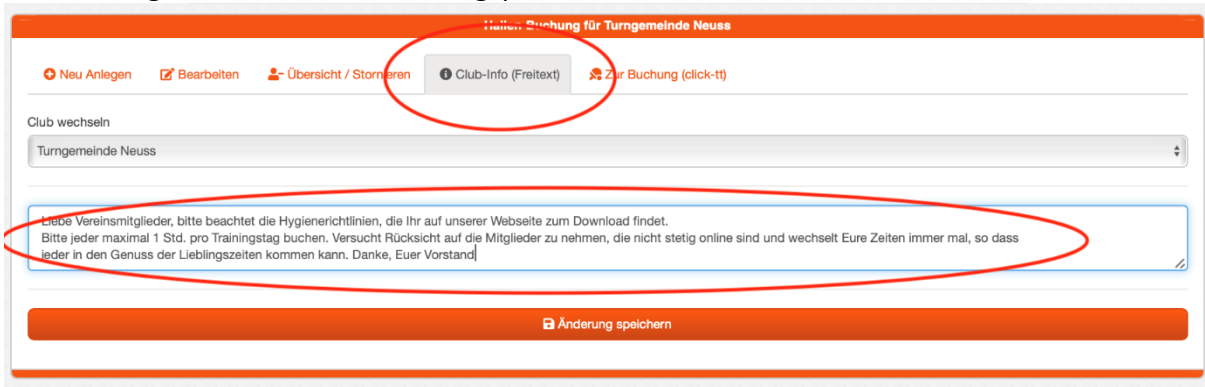 Hallen-Buchung für Turngemeinde Neuss
Neu Anlegen Bearbeiten Übersicht / Stornieren Club-Info (Freitext) Zur Buchung (click-tt)
Club wechseln
Turngemeinde Neuss
Liebe Vereinsmitglieder, bitte beachtet die Hygienerichtlinien, die Ihr auf unserer Webseite zum Download findet.
Bitte jeder maximal 1 Std. pro Trainingstag buchen. Versucht Rücksicht auf die Mitglieder zu nehmen, die nicht stetig online sind und wechselt Eure Zeiten immer mal, so dass
jeder in den Genuss der Lieblingszeiten kommen kann. Danke, Euer Vorstand
Änderung speichern